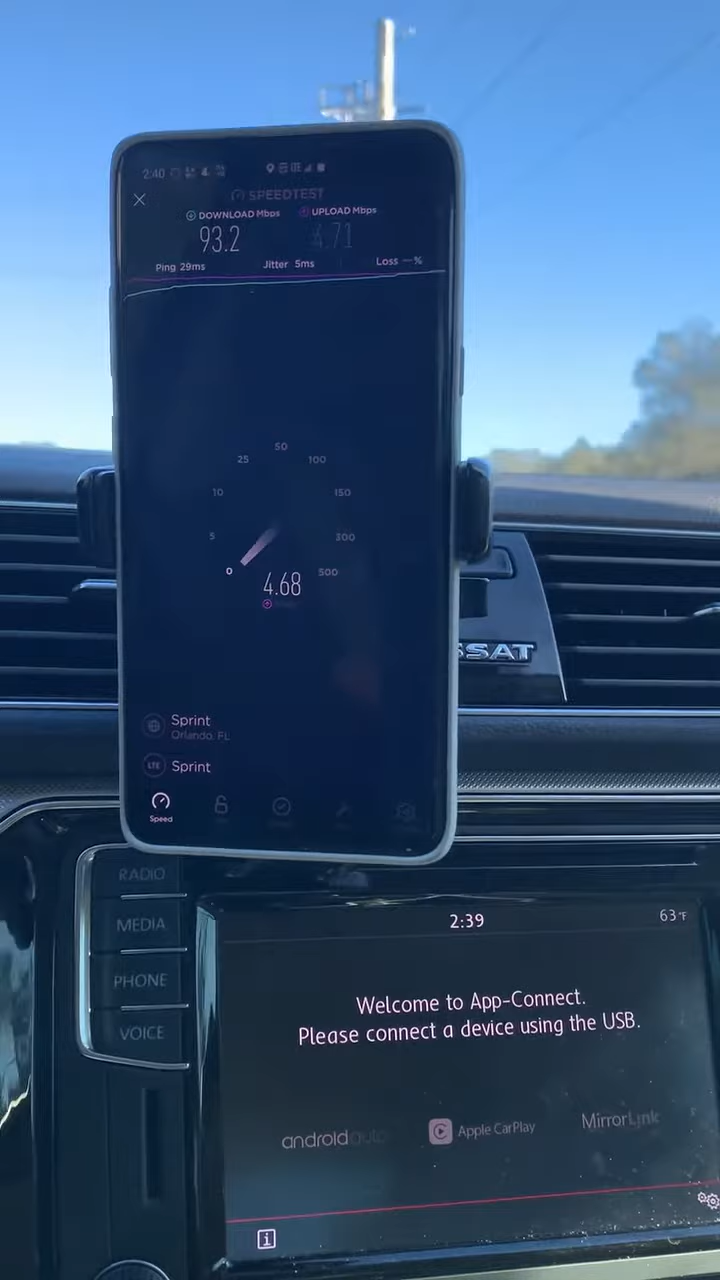 2:40
SPEEDTEST
DOWNLOAD Mbps UPLOAD Mbps
93.2 4.71
Ping 29ms Jitter 5ms Loss —%
50
25 100
10 150
5 300
0 500
4.68
Sprint
Orlando, FL
LTE Sprint
Speed
SSAT
RADIO
MEDIA
PHONE
VOICE
2:39 63°F
Welcome to App-Connect.
Please connect a device using the USB.
androidauto Apple CarPlay MirrorLink
i